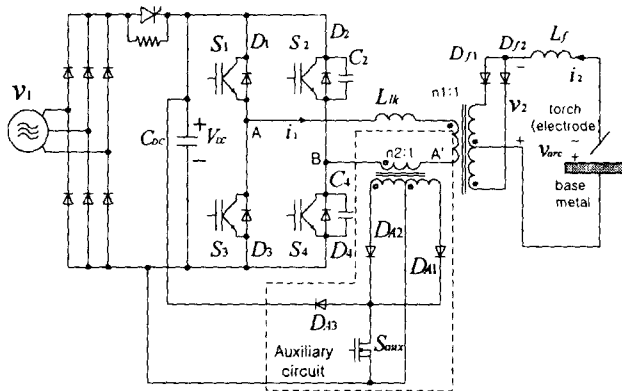 S1 D1 S2 D2
C2
Df1 Df2 Lf
−
i2
v1
CDC + VDC −
A i1 Llk n1:1
v2
torch (electrode)
+
varc − +
B n2:1 A'
base metal
C4
S3 D3 S4 D4
DA2 DA1
DA3
Saux
Auxiliary circuit